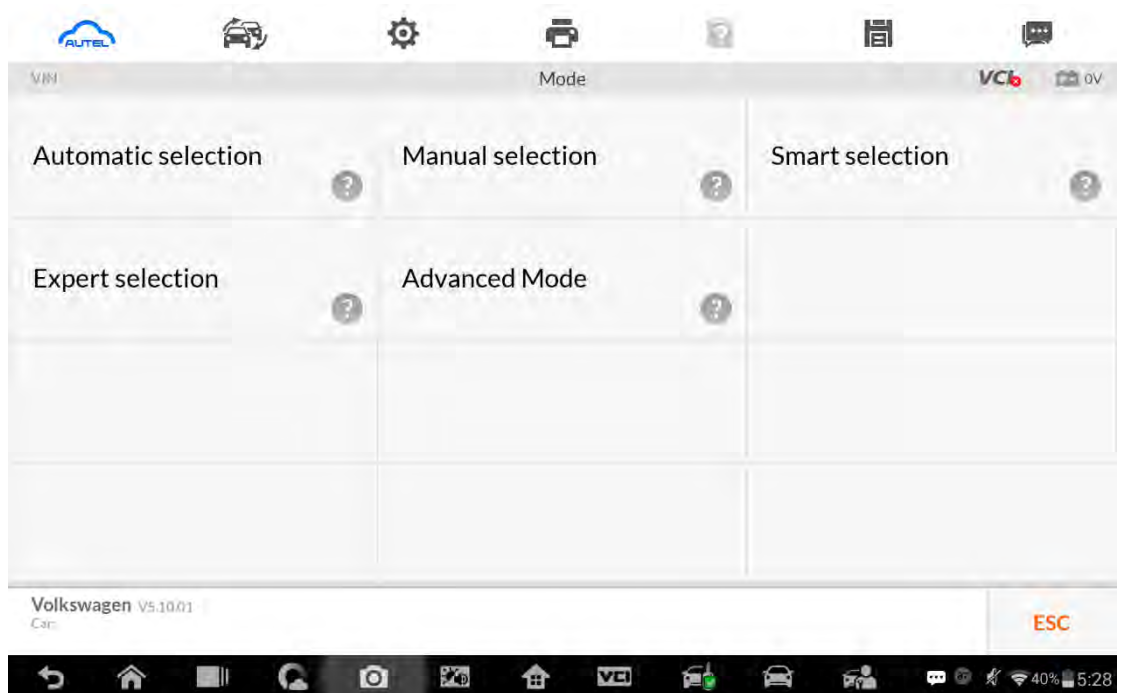 AUTEL
VIN Mode VCI 0V
Automatic selection Manual selection Smart selection
Expert selection Advanced Mode
Volkswagen V5.10.01
Car:
ESC
VCI 40% 5:28